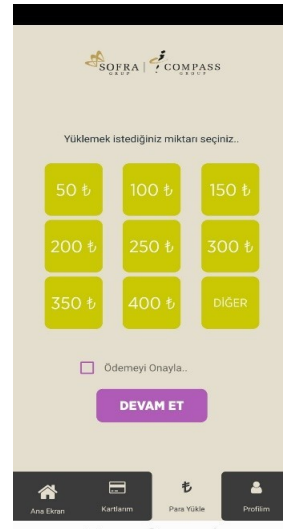 SOFRA | COMPASS
GRUP GROUP
Yüklemek istediğiniz miktarı seçiniz..
50 ₺ 100 ₺ 150 ₺
200 ₺ 250 ₺ 300 ₺
350 ₺ 400 ₺ DİĞER
Ödemeyi Onayla..
DEVAM ET
Ana Ekran Kartlarım Para Yükle Profilim